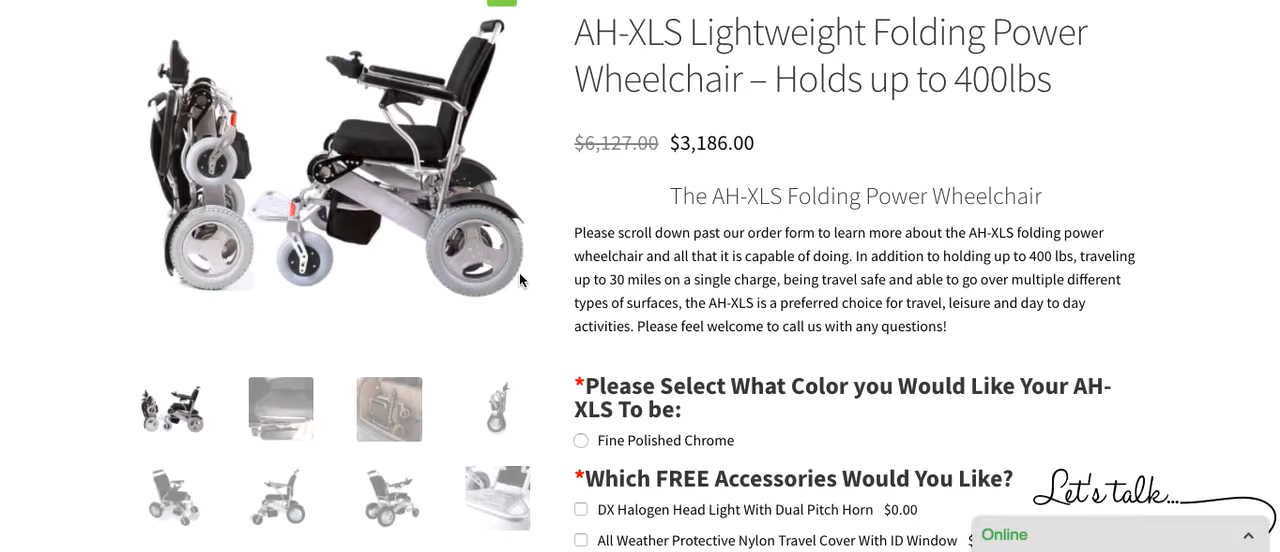 AH-XLS Lightweight Folding Power
Wheelchair – Holds up to 400lbs
$6,127.00 $3,186.00
The AH-XLS Folding Power Wheelchair
Please scroll down past our order form to learn more about the AH-XLS folding power
wheelchair and all that it is capable of doing. In addition to holding up to 400 lbs, traveling
up to 30 miles on a single charge, being travel safe and able to go over multiple different
types of surfaces, the AH-XLS is a preferred choice for travel, leisure and day to day
activities. Please feel welcome to call us with any questions!
*Please Select What Color you Would Like Your AH-
XLS To be:
Fine Polished Chrome
*Which FREE Accessories Would You Like?
DX Halogen Head Light With Dual Pitch Horn $0.00
All Weather Protective Nylon Travel Cover With ID Window
Let's talk...
Online